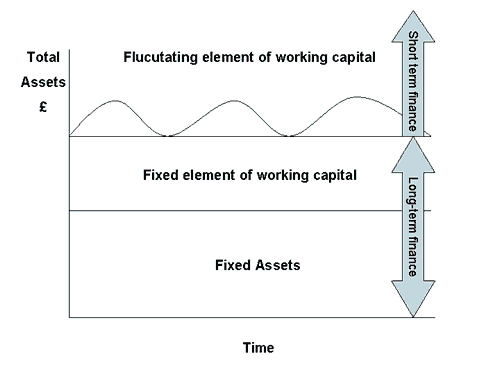 Total
Assets
£
Flucutating element of working capital
Short term finance
Fixed element of working capital
Long-term finance
Fixed Assets
Time